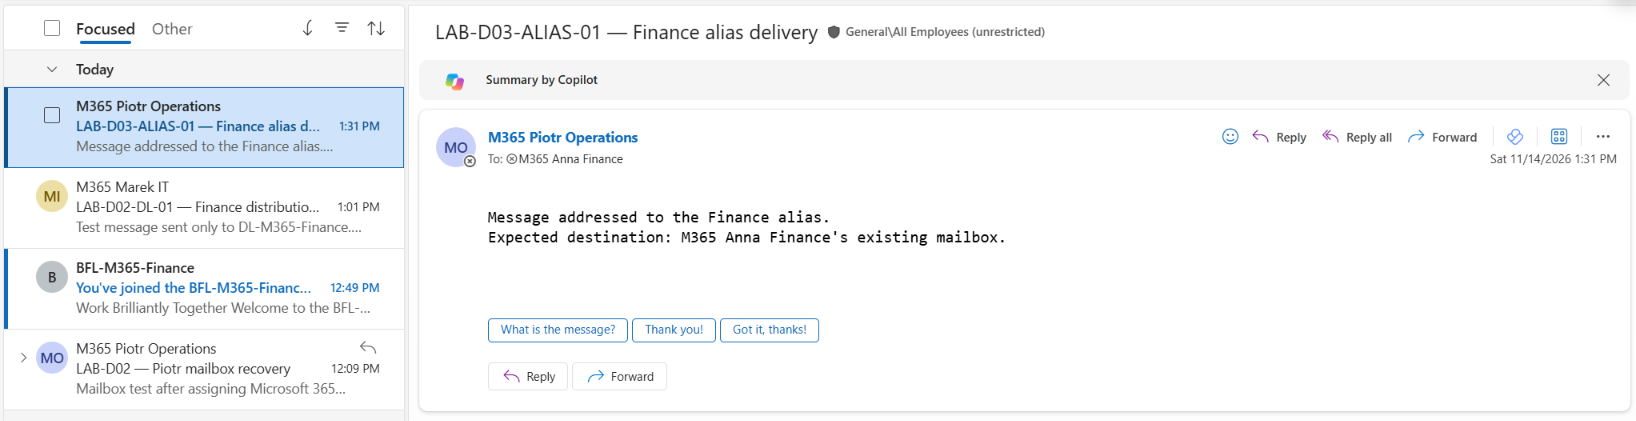 Focused Other
Today
M365 Piotr Operations
LAB-D03-ALIAS-01 — Finance alias d... 1:31 PM
Message addressed to the Finance alias....
MI
M365 Marek IT
LAB-D02-DL-01 — Finance distributio... 1:01 PM
Test message sent only to DL-M365-Finance....
B
BFL-M365-Finance
You've joined the BFL-M365-Financ... 12:49 PM
Work Brilliantly Together Welcome to the BFL-...
MO
M365 Piotr Operations
LAB-D02 — Piotr mailbox recovery 12:09 PM
Mailbox test after assigning Microsoft 365...
LAB-D03-ALIAS-01 — Finance alias delivery General\All Employees (unrestricted)
Summary by Copilot
MO
M365 Piotr Operations
Reply Reply all Forward
To: M365 Anna Finance
Sat 11/14/2026 1:31 PM
Message addressed to the Finance alias.
Expected destination: M365 Anna Finance's existing mailbox.
What is the message? Thank you! Got it, thanks!
Reply Forward